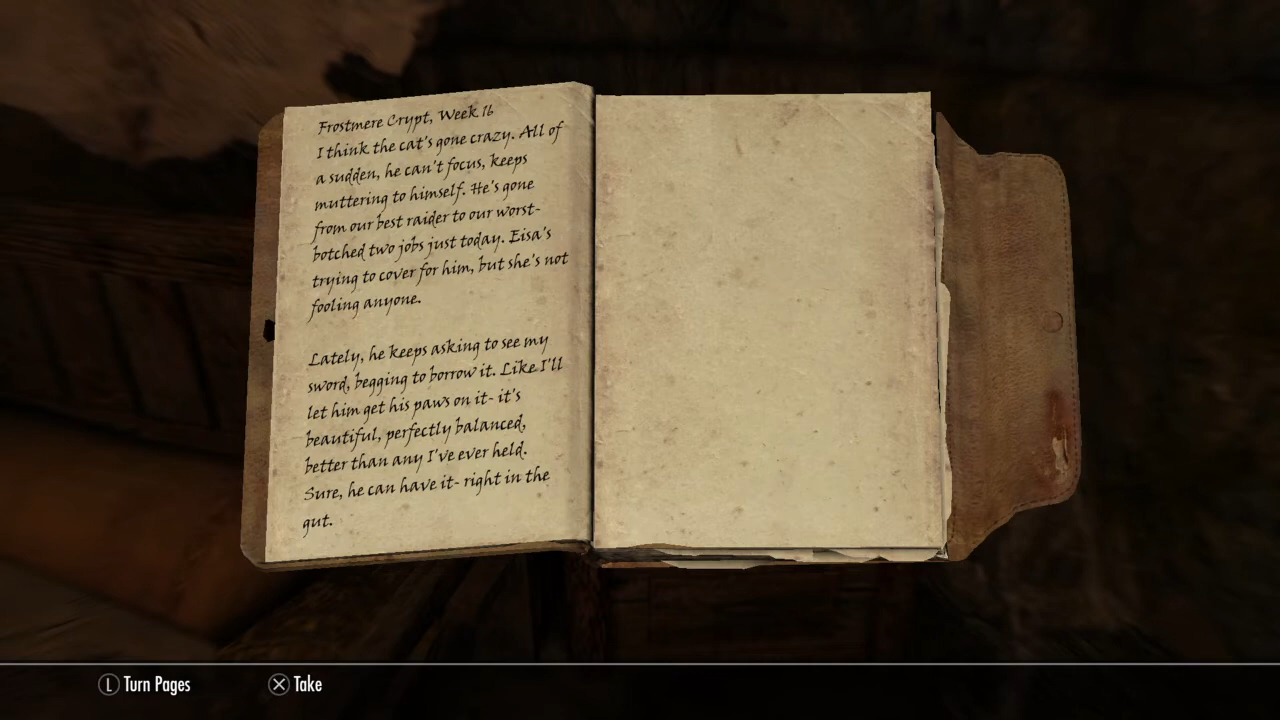 Frostmere Crypt, Week 16
I think the cat's gone crazy. All of
a sudden, he can't focus, keeps
muttering to himself. He's gone
from our best raider to our worst-
botched two jobs just today. Eisa's
trying to cover for him, but she's not
fooling anyone.
Lately, he keeps asking to see my
sword, begging to borrow it. Like I'll
let him get his paws on it- it's
beautiful, perfectly balanced,
better than any I've ever held.
Sure, he can have it- right in the
gut.
L Turn Pages X Take